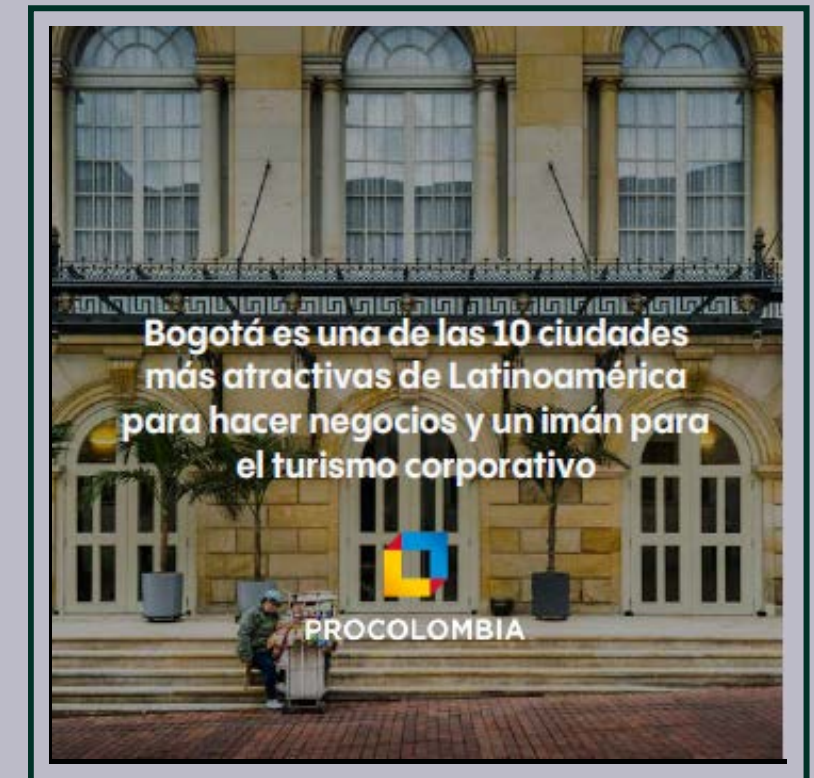 Bogotá es una de las 10 ciudades
más atractivas de Latinoamérica
para hacer negocios y un imán para
el turismo corporativo
PROCOLOMBIA